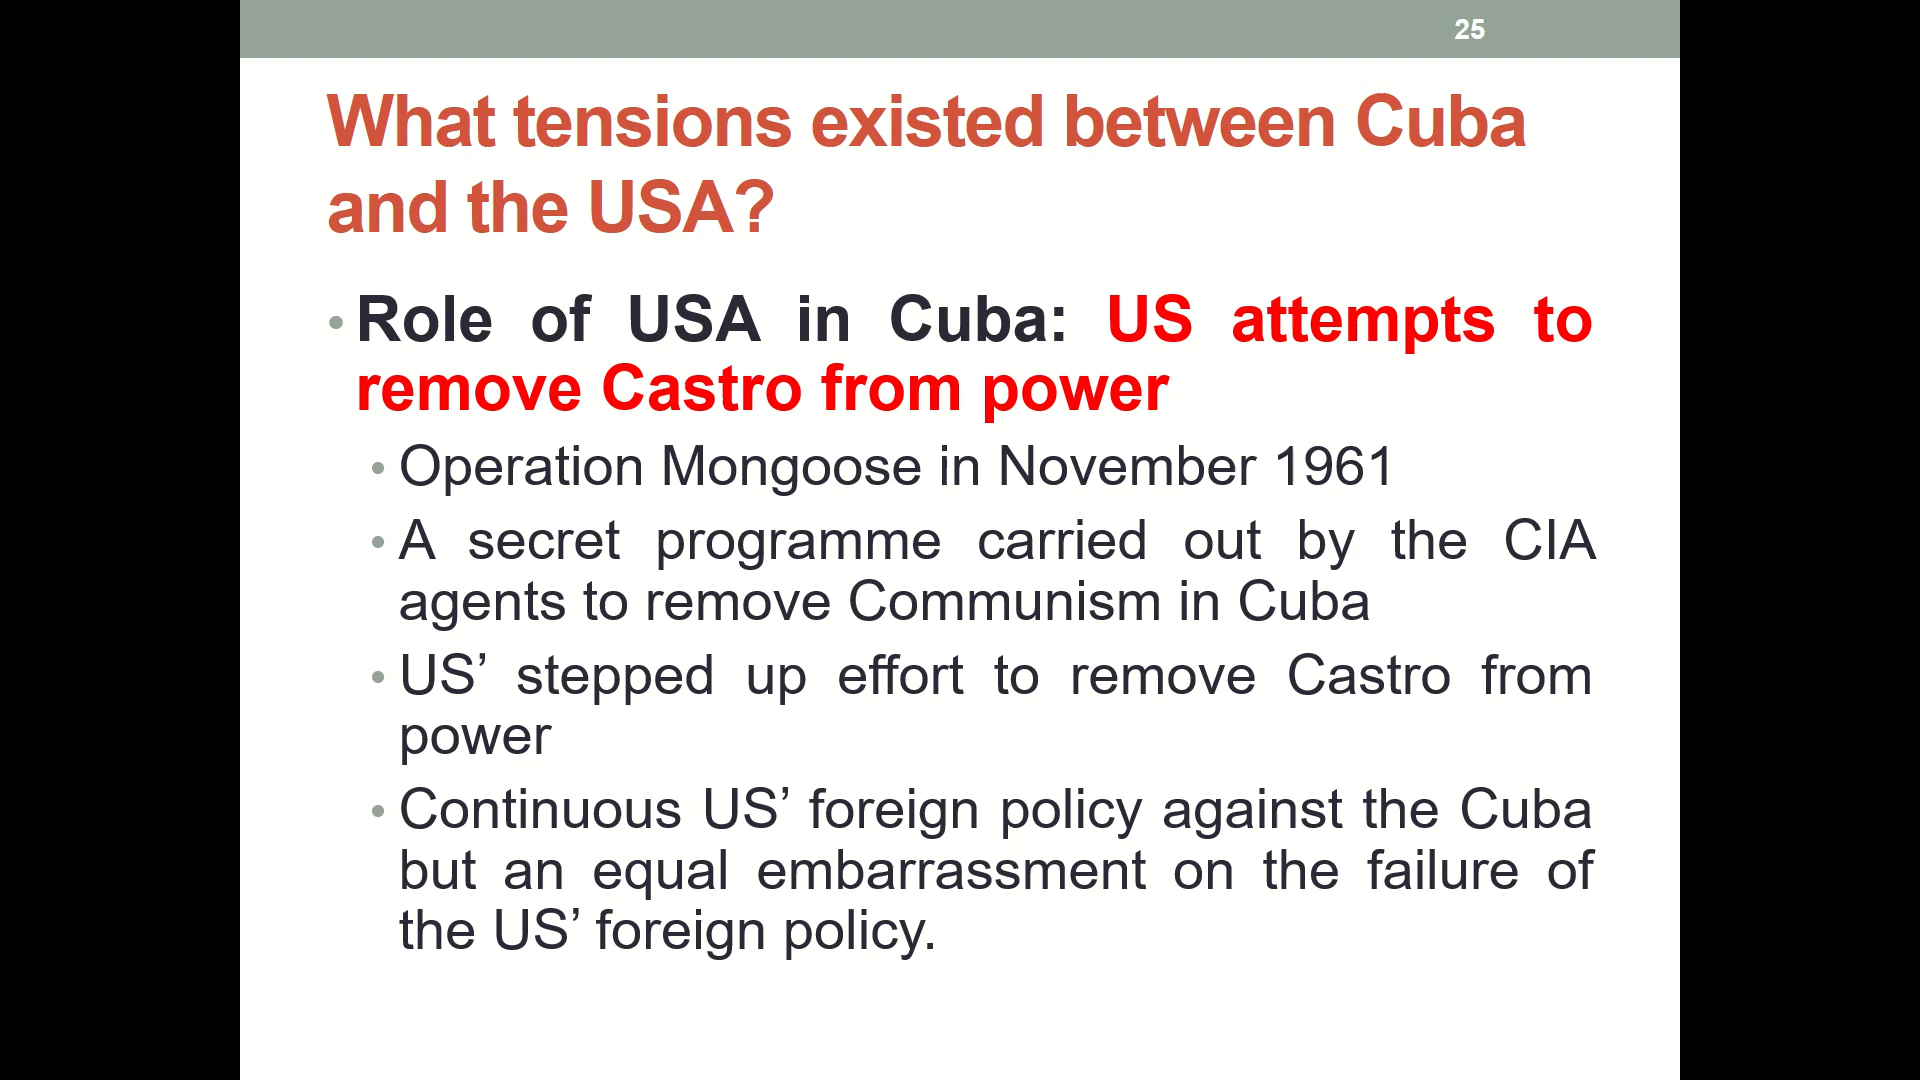 25
What tensions existed between Cuba
and the USA?
• Role of USA in Cuba: US attempts to
remove Castro from power
• Operation Mongoose in November 1961
• A secret programme carried out by the CIA
agents to remove Communism in Cuba
• US’ stepped up effort to remove Castro from
power
• Continuous US’ foreign policy against the Cuba
but an equal embarrassment on the failure of
the US’ foreign policy.